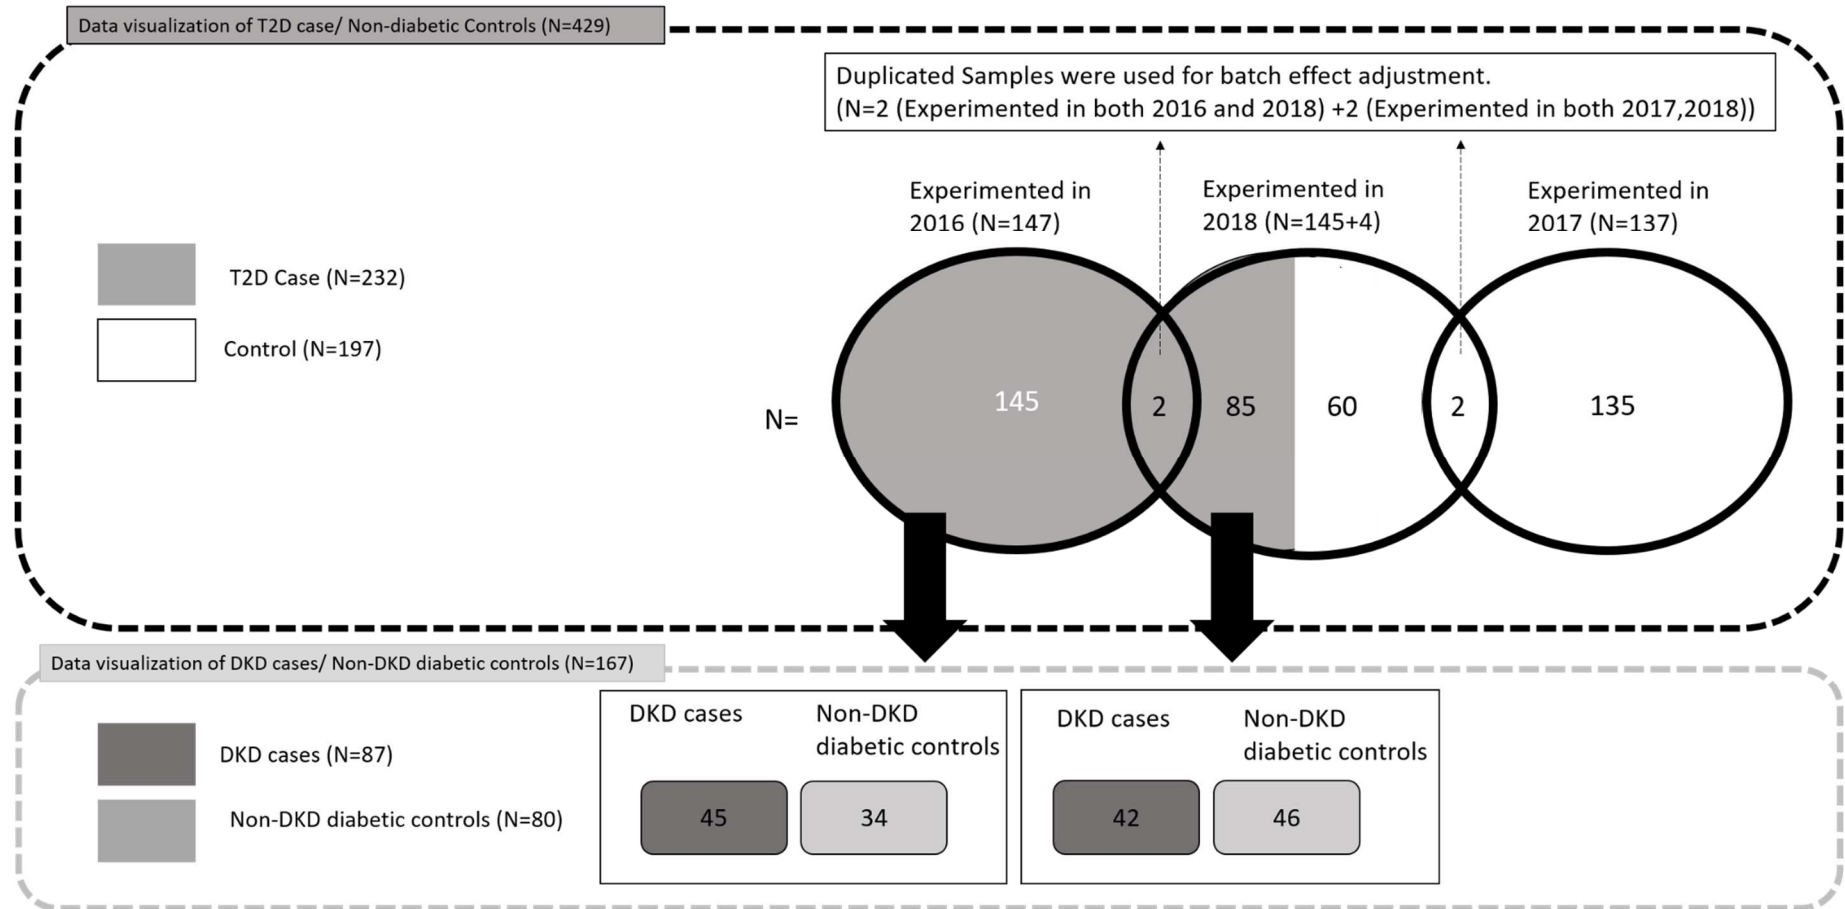 Data visualization of T2D case/ Non-diabetic Controls (N=429)
Duplicated Samples were used for batch effect adjustment.
(N=2 (Experimented in both 2016 and 2018) +2 (Experimented in both 2017,2018))
Experimented in
2016 (N=147)
Experimented in
2018 (N=145+4)
Experimented in
2017 (N=137)
T2D Case (N=232)
Control (N=197)
N=
145
2
85
60
2
135
Data visualization of DKD cases/ Non-DKD diabetic controls (N=167)
DKD cases (N=87)
Non-DKD diabetic controls (N=80)
DKD cases
Non-DKD
diabetic controls
45
34
DKD cases
Non-DKD
diabetic controls
42
46